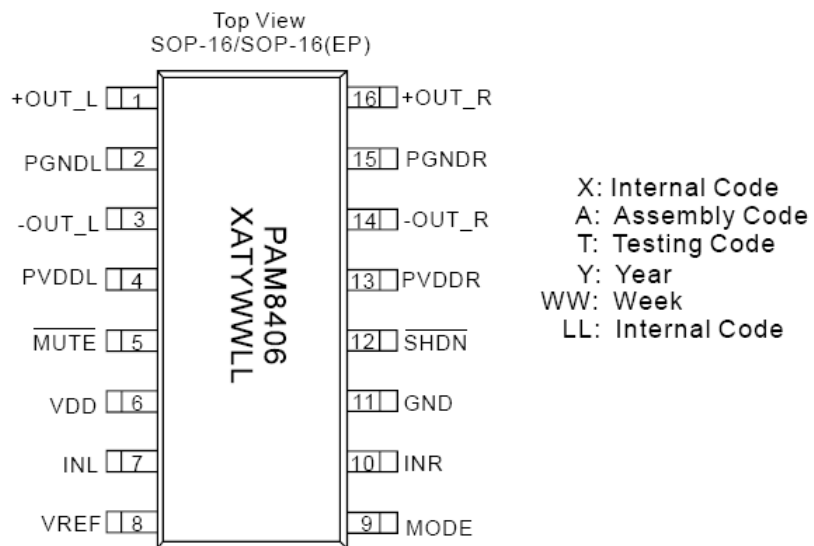 Top View
SOP-16/SOP-16(EP)
+OUT_L 1
PGNDL 2
-OUT_L 3
PVDDL 4
MUTE 5
VDD 6
INL 7
VREF 8
PAM8406
XATYWWLL
16 +OUT_R
15 PGNDR
14 -OUT_R
13 PVDDR
12 SHDN
11 GND
10 INR
9 MODE
X: Internal Code
A: Assembly Code
T: Testing Code
Y: Year
WW: Week
LL: Internal Code